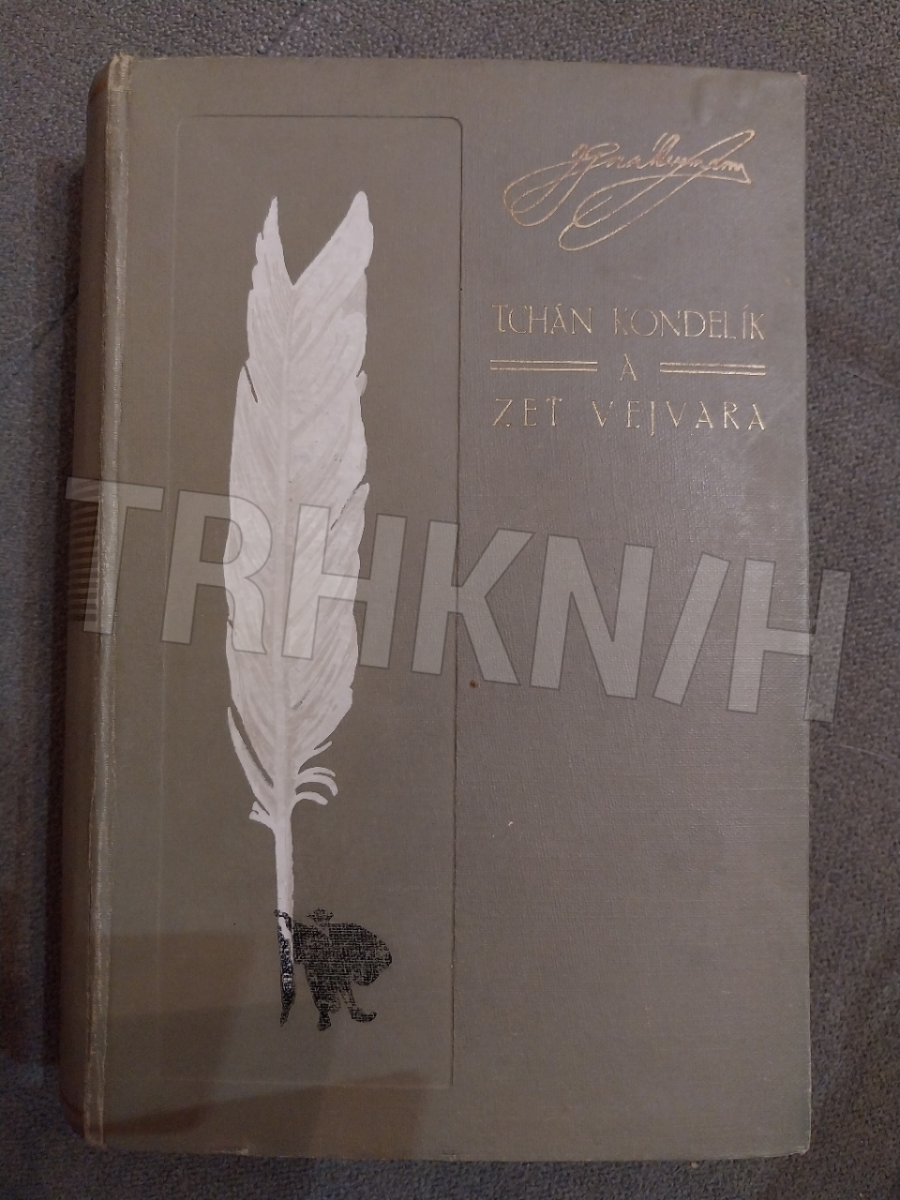 TCHÁN KONDELÍK
A
ZEŤ VEJVARA
TRHKNIH